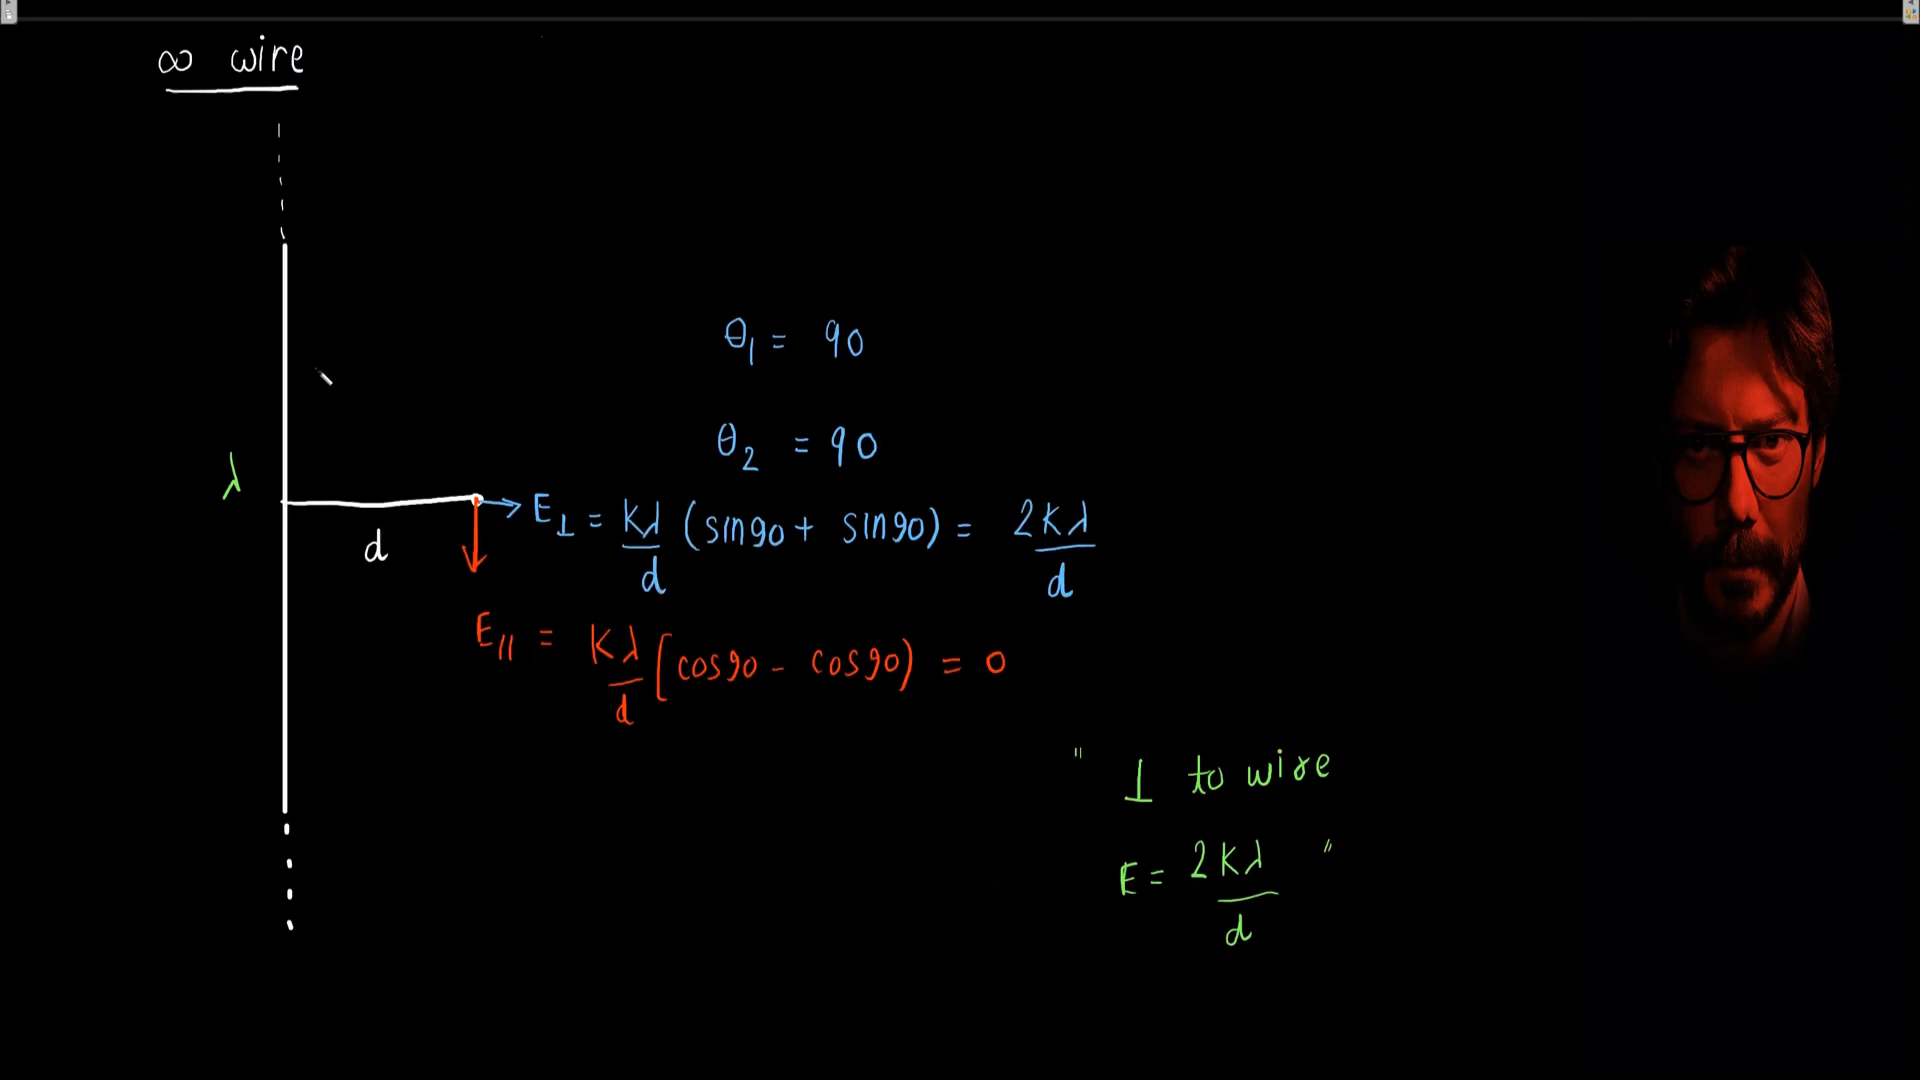 ∞ wire
θ₁ = 90
θ₂ = 90
λ
d
E⊥ = Kλ/d (sin90 + sin90) = 2Kλ/d
E|| = Kλ/d [cos90 - cos90) = 0
" ⊥ to wire
E = 2Kλ/d "